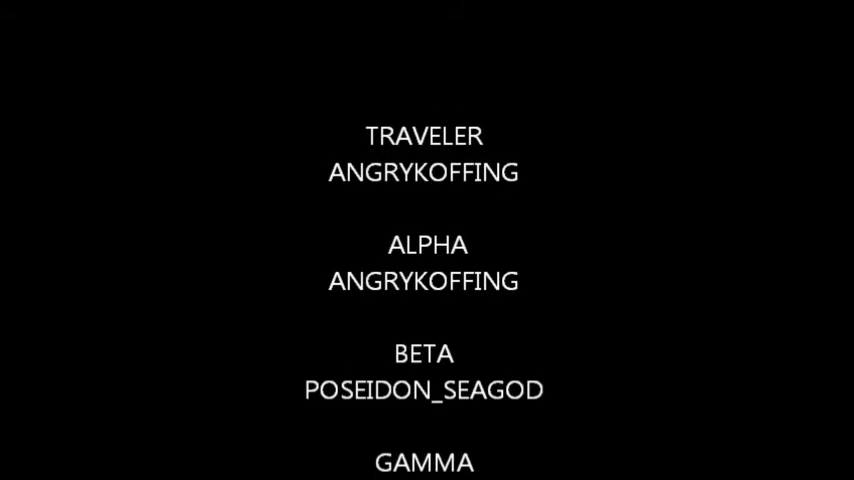 TRAVELER
ANGRYKOFFING
ALPHA
ANGRYKOFFING
BETA
POSEIDON_SEAGOD
GAMMA